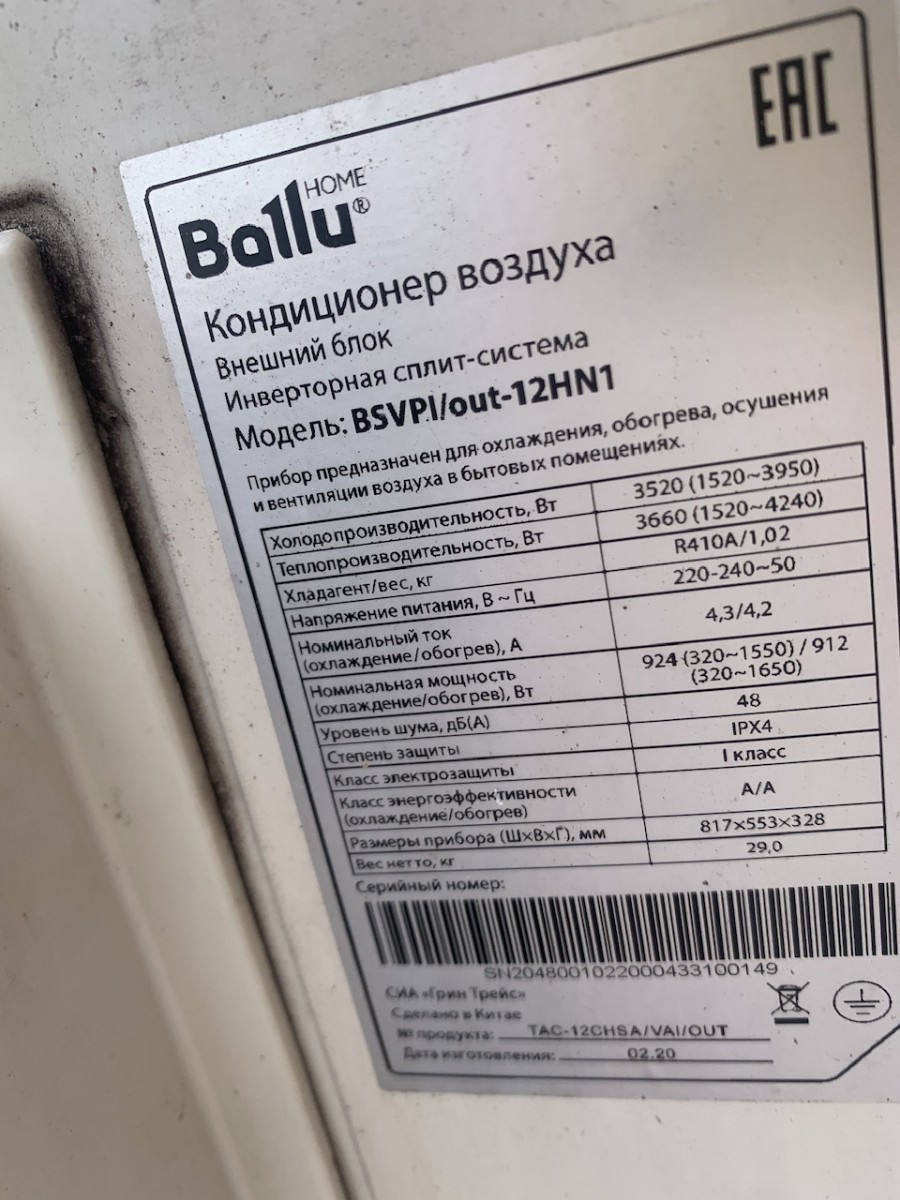 EAC
HOME
Ballu®
Кондиционер воздуха
Внешний блок
Инверторная сплит-система
Модель: BSVPI/out-12HN1
Прибор предназначен для охлаждения, обогрева, осушения
и вентиляции воздуха в бытовых помещениях.
Холодопроизводительность, Вт 3520 (1520~3950)
Теплопроизводительность, Вт 3660 (1520~4240)
Хладагент/вес, кг R410A/1,02
Напряжение питания, В ~ Гц 220-240~50
Номинальный ток
(охлаждение/обогрев), А 4,3/4,2
Номинальная мощность
(охлаждение/обогрев), Вт 924 (320~1550) / 912
(320~1650)
Уровень шума, дБ(А) 48
Степень защиты IPX4
Класс электрозащиты I класс
Класс энергоэффективности
(охлаждение/обогрев) A/A
Размеры прибора (ШхВхГ), мм 817x553x328
Вес нетто, кг 29,0
Серийный номер:
SN2048001022000433100149
СИА «Грин Трейс»
Сделано в Китае
№ продукта: TAC-12CHSA/VAI/OUT
Дата изготовления: 02.20